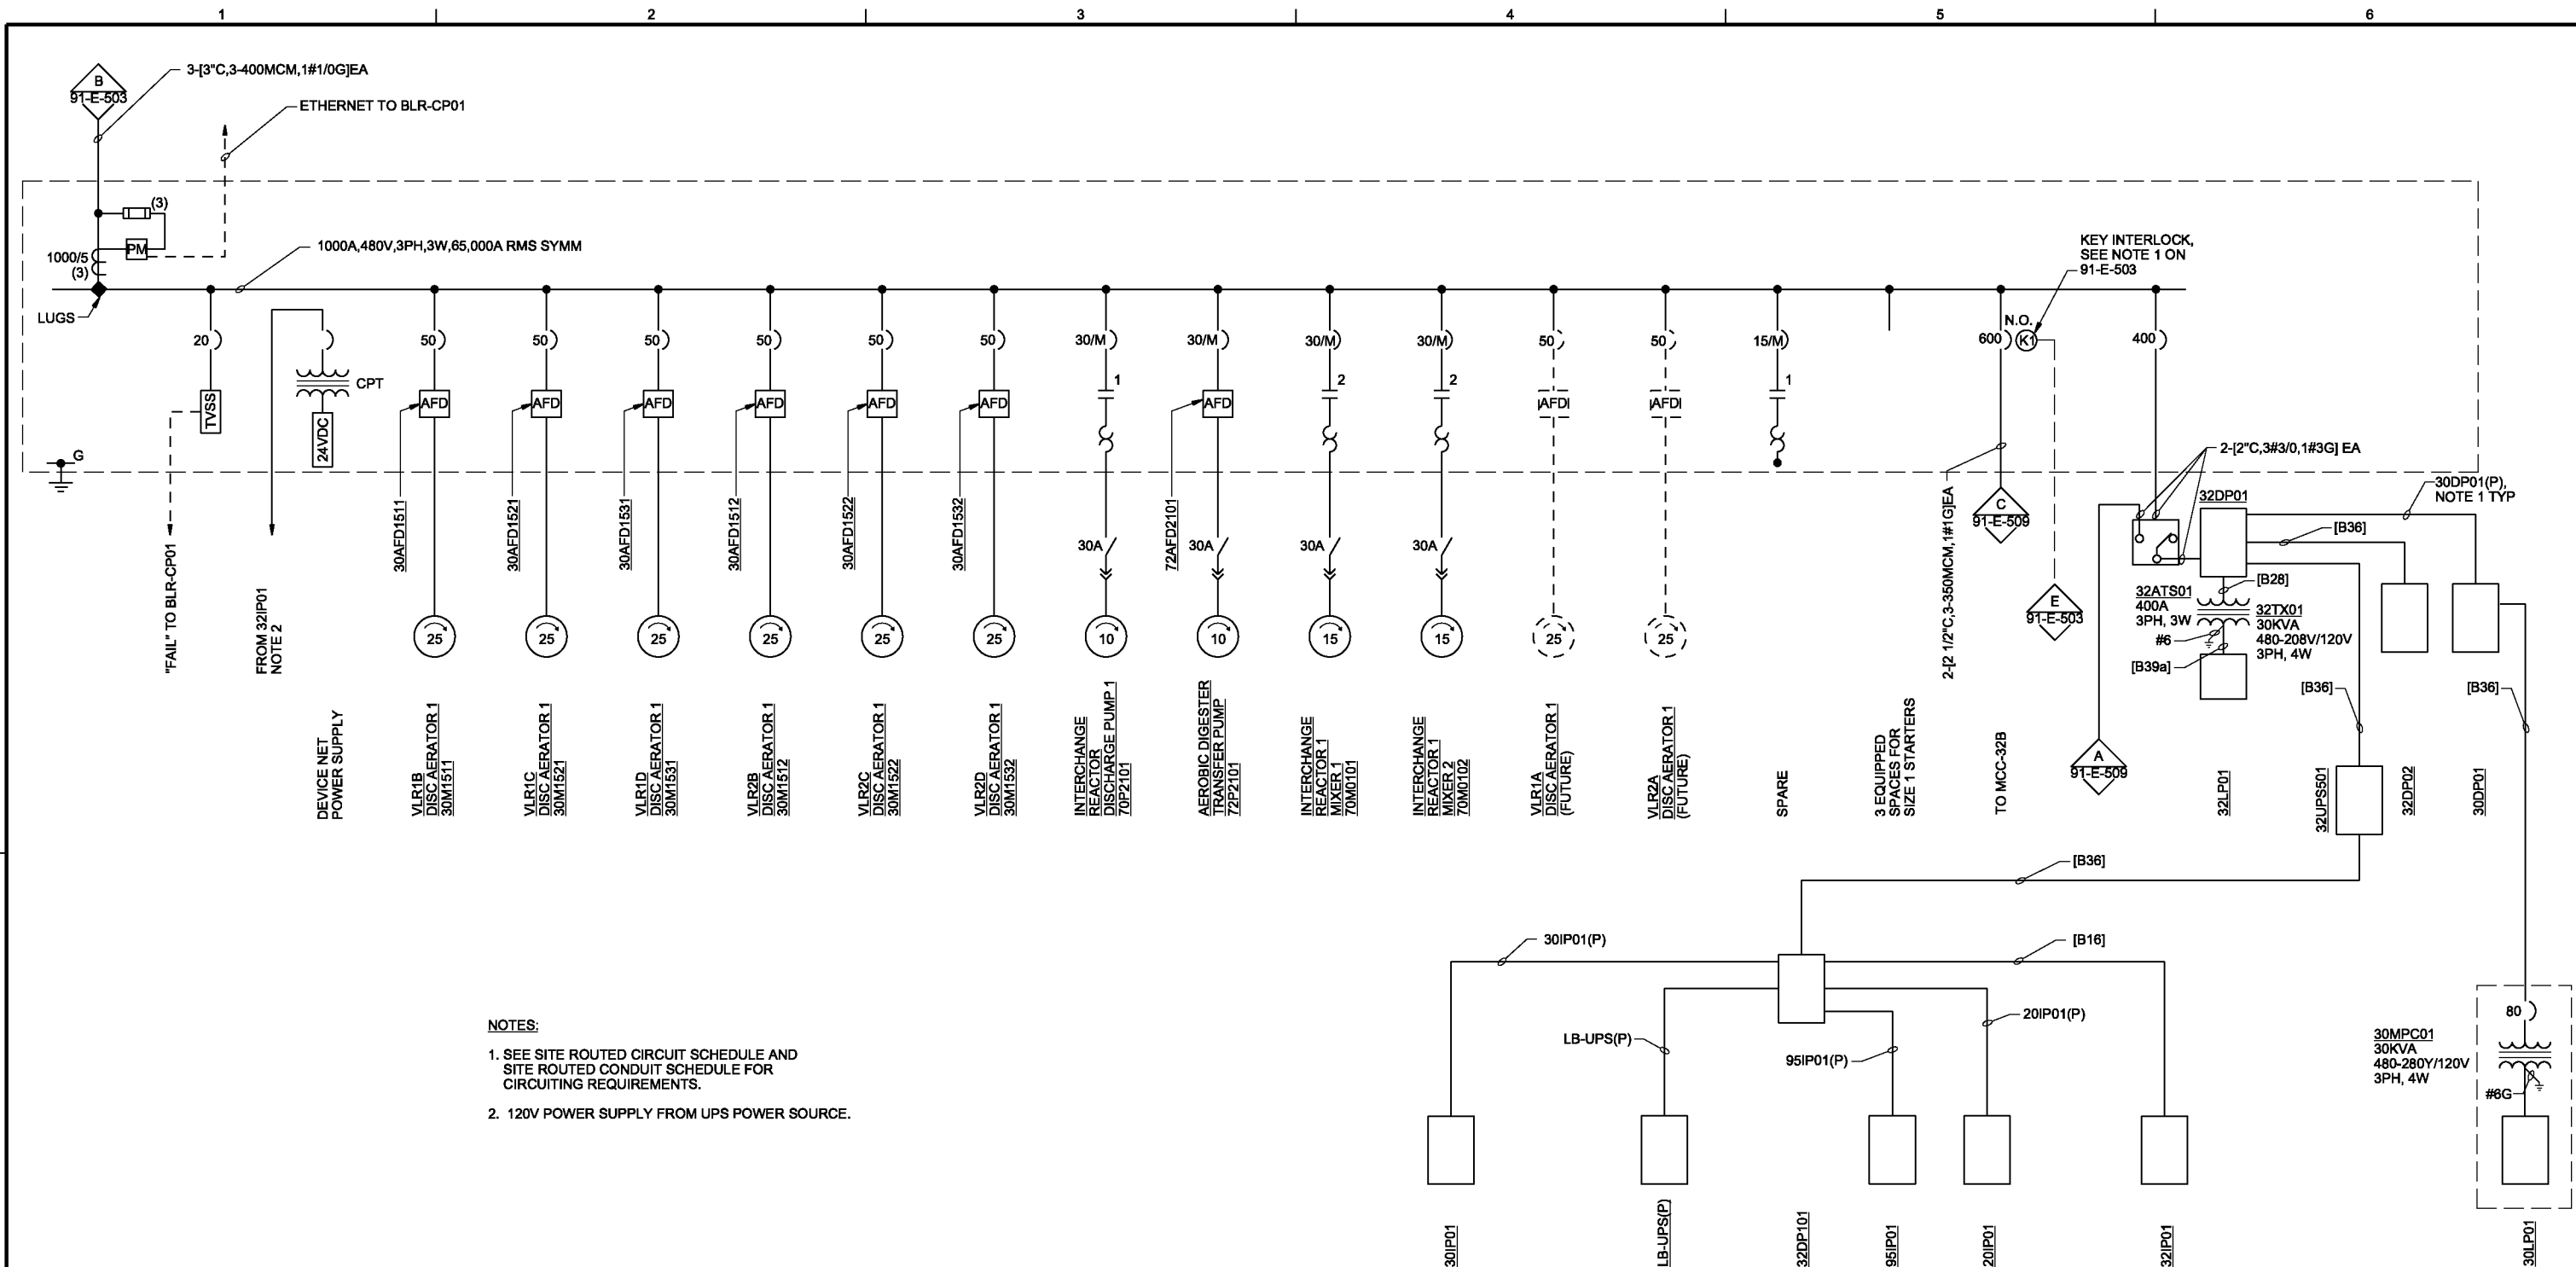 1
2
3
4
5
6
B
91-E-503
3-[3"C,3-400MCM,1#1/0G]EA
ETHERNET TO BLR-CP01
(3)
PM
1000/5
(3)
1000A,480V,3PH,3W,65,000A RMS SYMM
LUGS
KEY INTERLOCK,
SEE NOTE 1 ON
91-E-503
20
50
50
50
50
50
50
30/M
30/M
30/M
30/M
50
50
15/M
N.O.
600
K1
400
CPT
TVSS
24VDC
AFD
AFD
AFD
AFD
AFD
AFD
1
AFD
2
2
AFD
AFD
1
G
2-[2"C,3#3/0,1#3G] EA
30DP01(P),
NOTE 1 TYP
30AFD1511
30AFD1521
30AFD1531
30AFD1512
30AFD1522
30AFD1532
72AFD2101
2-[2 1/2"C,3-350MCM,1#1G]EA
C
91-E-509
32DP01
[B36]
"FAIL" TO BLR-CP01
FROM 32IP01
NOTE 2
30A
30A
30A
30A
[B28]
32ATS01
400A
3PH, 3W
32TX01
30KVA
480-208V/120V
3PH, 4W
#6
[B39a]
E
91-E-503
25
25
25
25
25
25
10
10
15
15
25
25
[B36]
[B36]
DEVICE NET
POWER SUPPLY
VLR1B
DISC AERATOR 1
30M1511
VLR1C
DISC AERATOR 1
30M1521
VLR1D
DISC AERATOR 1
30M1531
VLR2B
DISC AERATOR 1
30M1512
VLR2C
DISC AERATOR 1
30M1522
VLR2D
DISC AERATOR 1
30M1532
INTERCHANGE
REACTOR
DISCHARGE PUMP 1
70P2101
AEROBIC DIGESTER
TRANSFER PUMP
72P2101
INTERCHANGE
REACTOR 1
MIXER 1
70M0101
INTERCHANGE
REACTOR 1
MIXER 2
70M0102
VLR1A
DISC AERATOR 1
(FUTURE)
VLR2A
DISC AERATOR 1
(FUTURE)
SPARE
3 EQUIPPED
SPACES FOR
SIZE 1 STARTERS
TO MCC-32B
A
91-E-509
32LP01
32UPS501
32DP02
30DP01
[B36]
30IP01(P)
[B16]
LB-UPS(P)
95IP01(P)
20IP01(P)
80
30MPC01
30KVA
480-280Y/120V
3PH, 4W
#6G
NOTES:
1. SEE SITE ROUTED CIRCUIT SCHEDULE AND
SITE ROUTED CONDUIT SCHEDULE FOR
CIRCUITING REQUIREMENTS.
2. 120V POWER SUPPLY FROM UPS POWER SOURCE.
30IP01
LB-UPS(P)
32DP101
95IP01
20IP01
32IP01
30LP01